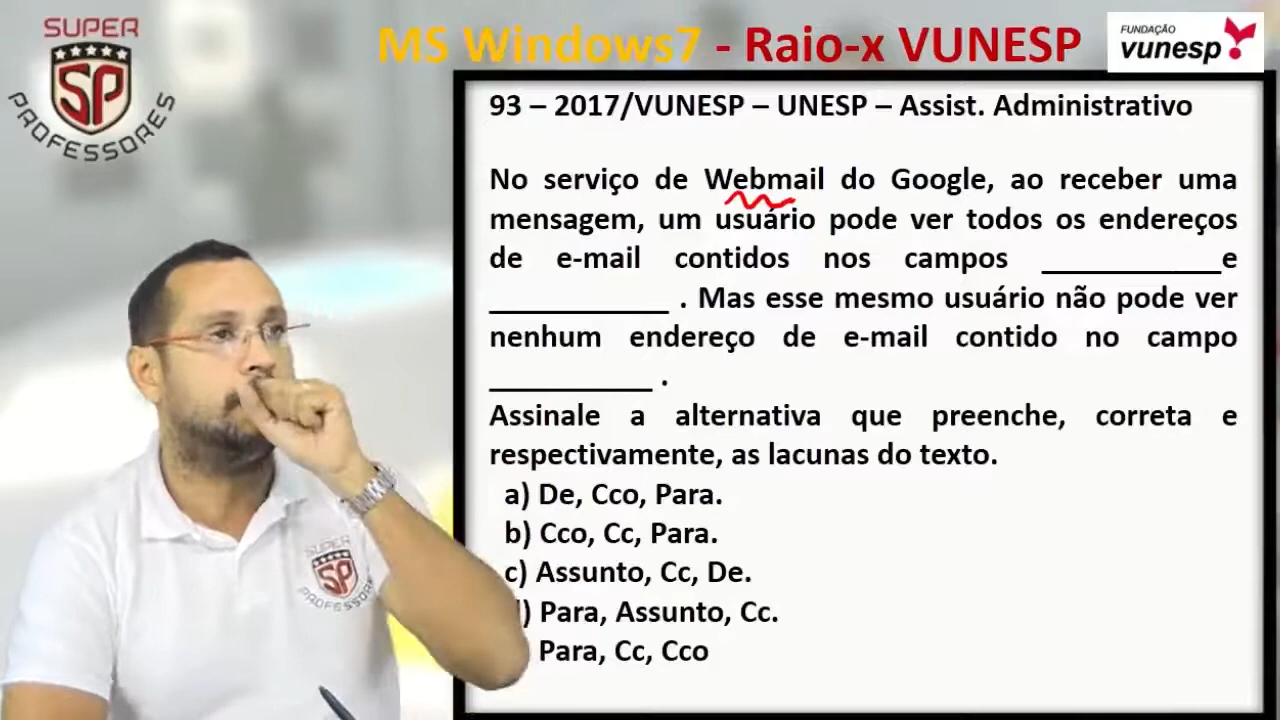 SUPER
SP
PROFESSORES
MS Windows7 - Raio-x VUNESP
FUNDAÇÃO
vunesp
93 – 2017/VUNESP – UNESP – Assist. Administrativo
No serviço de Webmail do Google, ao receber uma
mensagem, um usuário pode ver todos os endereços
de e-mail contidos nos campos ____________e
____________ . Mas esse mesmo usuário não pode ver
nenhum endereço de e-mail contido no campo
___________ .
Assinale a alternativa que preenche, correta e
respectivamente, as lacunas do texto.
a) De, Cco, Para.
b) Cco, Cc, Para.
c) Assunto, Cc, De.
) Para, Assunto, Cc.
Para, Cc, Cco
SUPER
SP
PROFESSORES